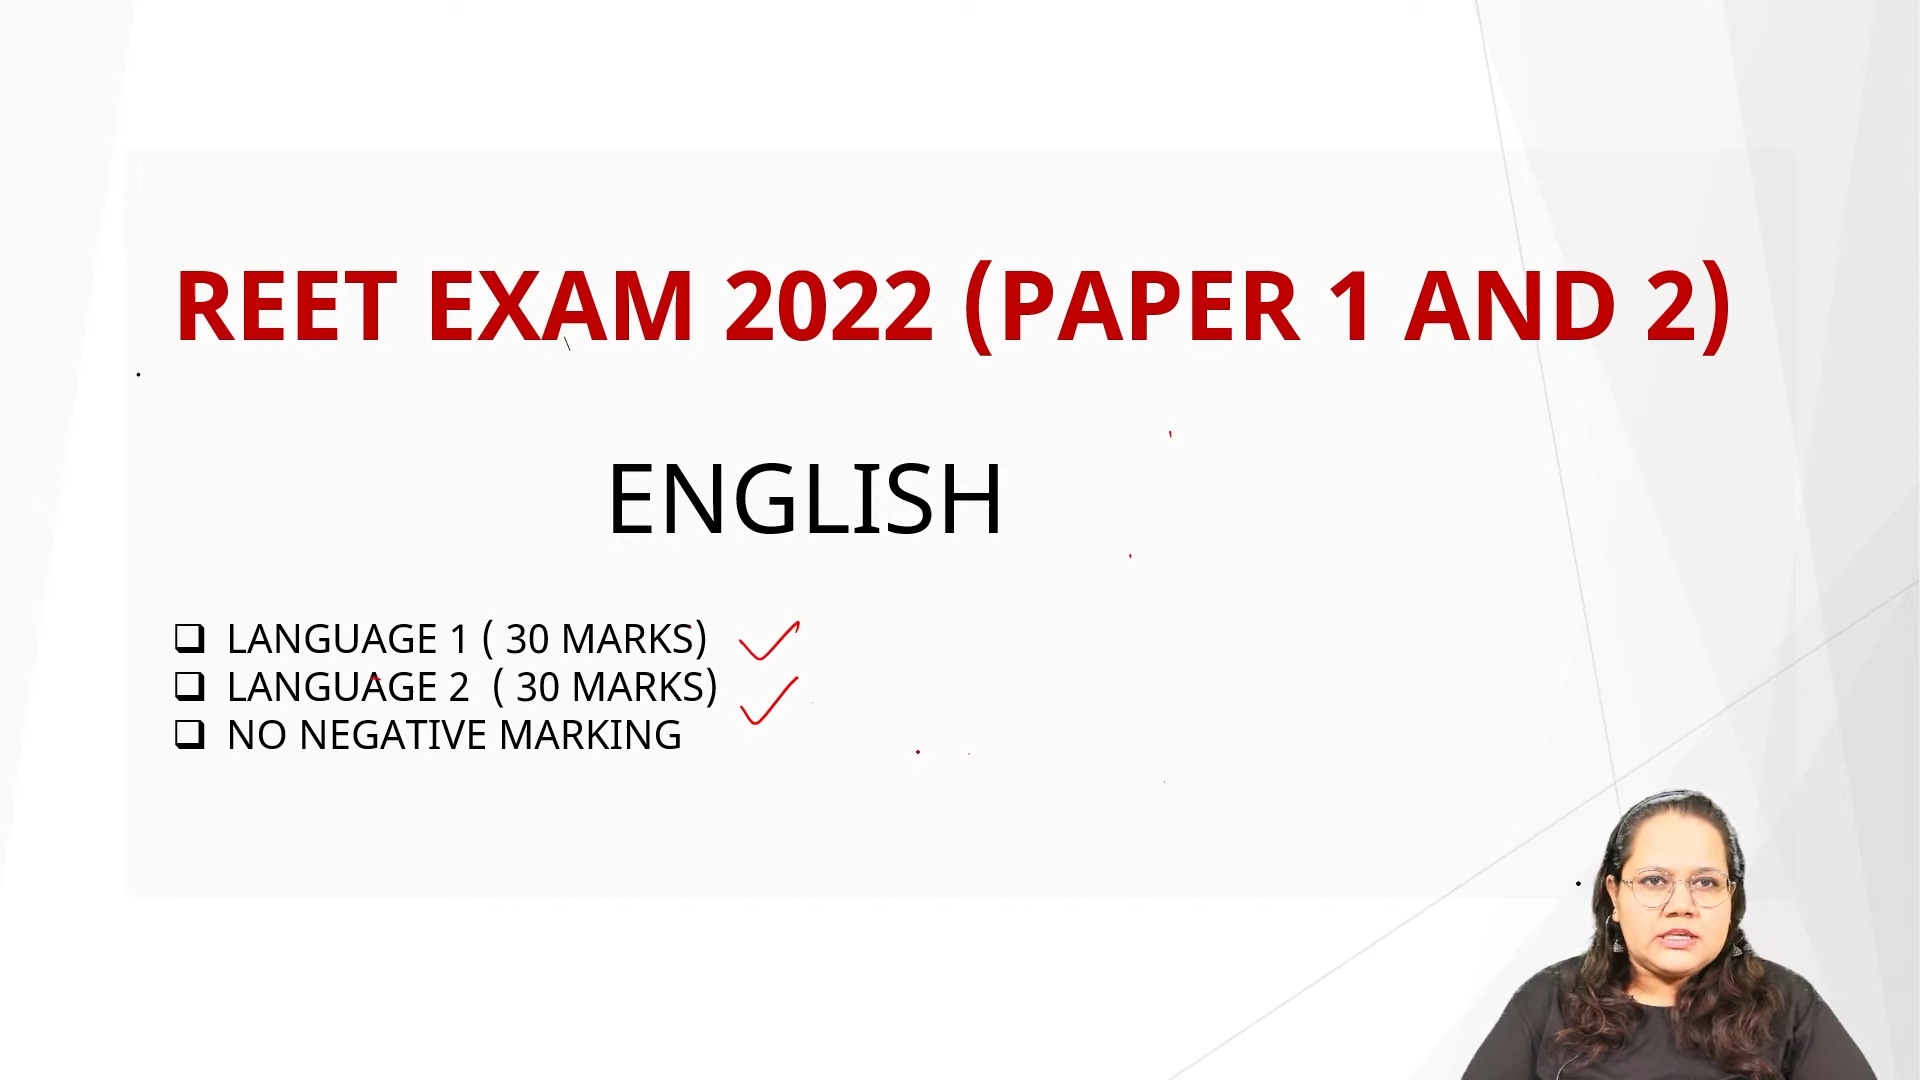 REET EXAM 2022 (PAPER 1 AND 2)
ENGLISH
❑ LANGUAGE 1 ( 30 MARKS)
❑ LANGUAGE 2 ( 30 MARKS)
❑ NO NEGATIVE MARKING